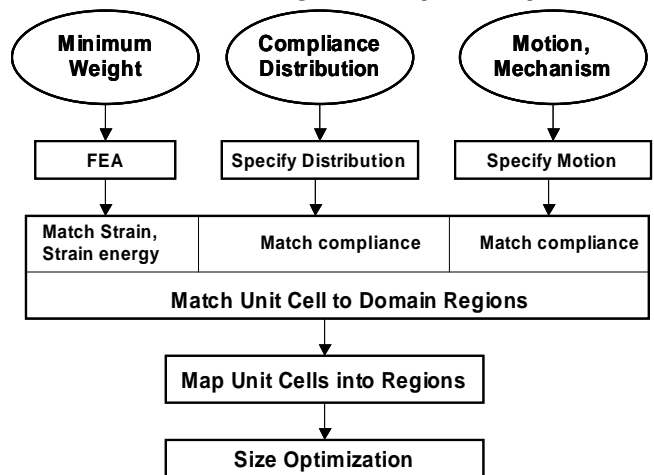 Minimum
Weight
Compliance
Distribution
Motion,
Mechanism
FEA
Specify Distribution
Specify Motion
Match Strain,
Strain energy
Match compliance
Match compliance
Match Unit Cell to Domain Regions
Map Unit Cells into Regions
Size Optimization